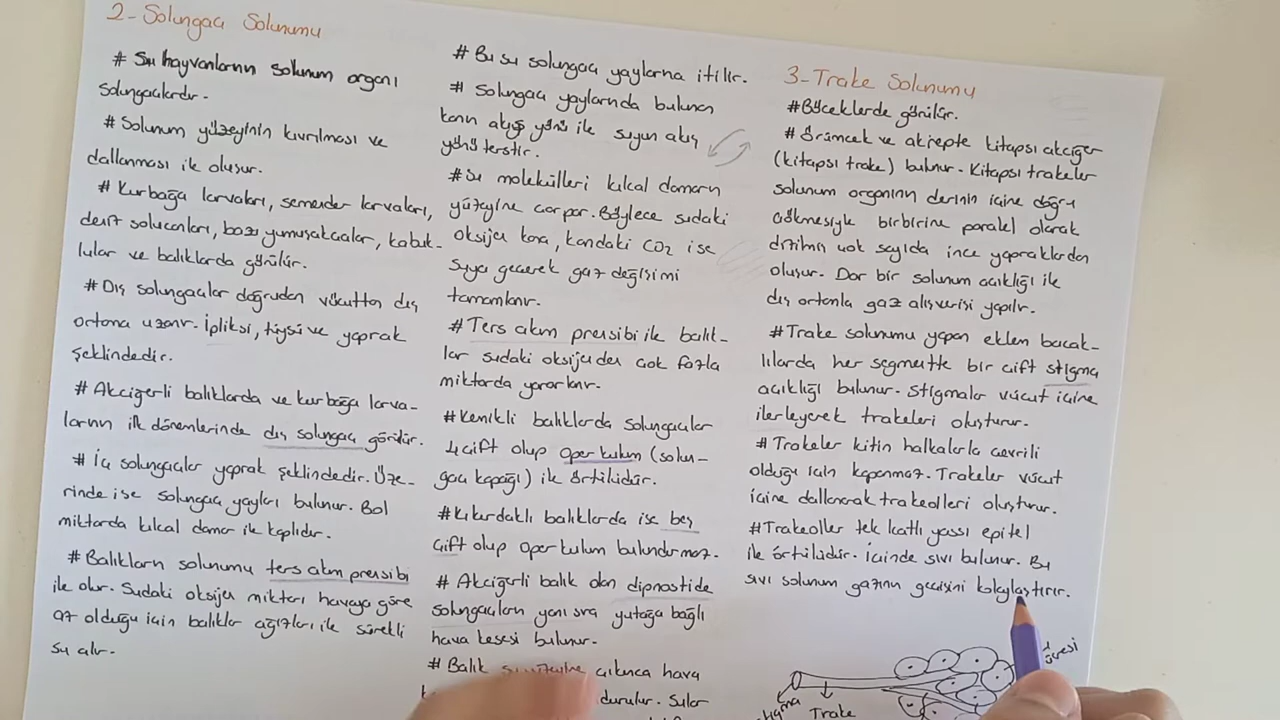 2-Solungaç Solunumu
# Su hayvanlarının solunum organı
solungaçlardır.
# Solunum yüzeyinin kıvrılması ve
dallanması ile oluşur.
# Kurbağa larvaları, semender larvaları,
deniz solucanları, bazı yumuşakçalar, kabuk-
lular ve balıklarda görülür.
# Dış solungaçlar doğrudan vücuttan dış
ortama uzanır. İpliksi, tüysü ve yaprak
şeklindedir.
# Akciğerli balıklarda ve kurbağa larva-
larının ilk dönemlerinde dış solungaç görülür.
# İç solungaçlar yaprak şeklindedir. Üze-
rinde ise solungaç yayları bulunur. Bol
miktarda kılcal damar ile kaplıdır.
# Balıkların solunumu ters akım prensibi
ile olur. Sudaki oksijen miktarı havaya göre
az olduğu için balıklar ağızları ile sürekli
su alır.
# Bu su solungaç yaylarına itilir.
# Solungaç yaylarında bulunan
kanın akış yönü ile suyun akış
yönü terstir.
# Su molekülleri kılcal damarın
yüzeyine çarpar. Böylece sudaki
oksijen kana, kandaki CO2 ise
suya geçerek gaz değişimi
tamamlanır.
# Ters akım prensibi ile balık-
lar sudaki oksijenden çok fazla
miktarda yararlanır.
# Kemikli balıklarda solungaçlar
4 çift olup operkulum (solun-
gaç kapağı) ile örtülüdür.
# Kıkırdaklı balıklarda ise beş
çift olup operkulum bulundurmaz.
# Akciğerli balık olan dipnoside
solungaçların yanı sıra yutağa bağlı
hava kesesi bulunur.
# Balık su yüzeyine çıkınca hava
durulur. Sular
3-Trake Solunumu
#Böceklerde görülür.
# Örümcek ve akrepte kitapsı akciğer
(kitapsı trake) bulunur. Kitapsı trakeler
solunum organının derinin içine doğru
çökmesiyle birbirine paralel olarak
dizilmiş çok sayıda ince yapraklardan
oluşur. Dar bir solunum açıklığı ile
dış ortamla gaz alışverişi yapılır.
#Trake solunumu yapan eklem bacak-
lılarda her segmentte bir çift stigma
açıklığı bulunur. Stigmalar vücut içine
ilerleyerek trakeleri oluşturur.
# Trakeler kitin halkalarla çevrili
olduğu için kapanmaz. Trakeler vücut
içine dallanarak trakeolleri oluşturur.
#Trakeoller tek katlı yassı epitel
ile örtülüdür. İçinde sıvı bulunur. Bu
sıvı solunum gazının geçişini kolaylaştırır.
Trake